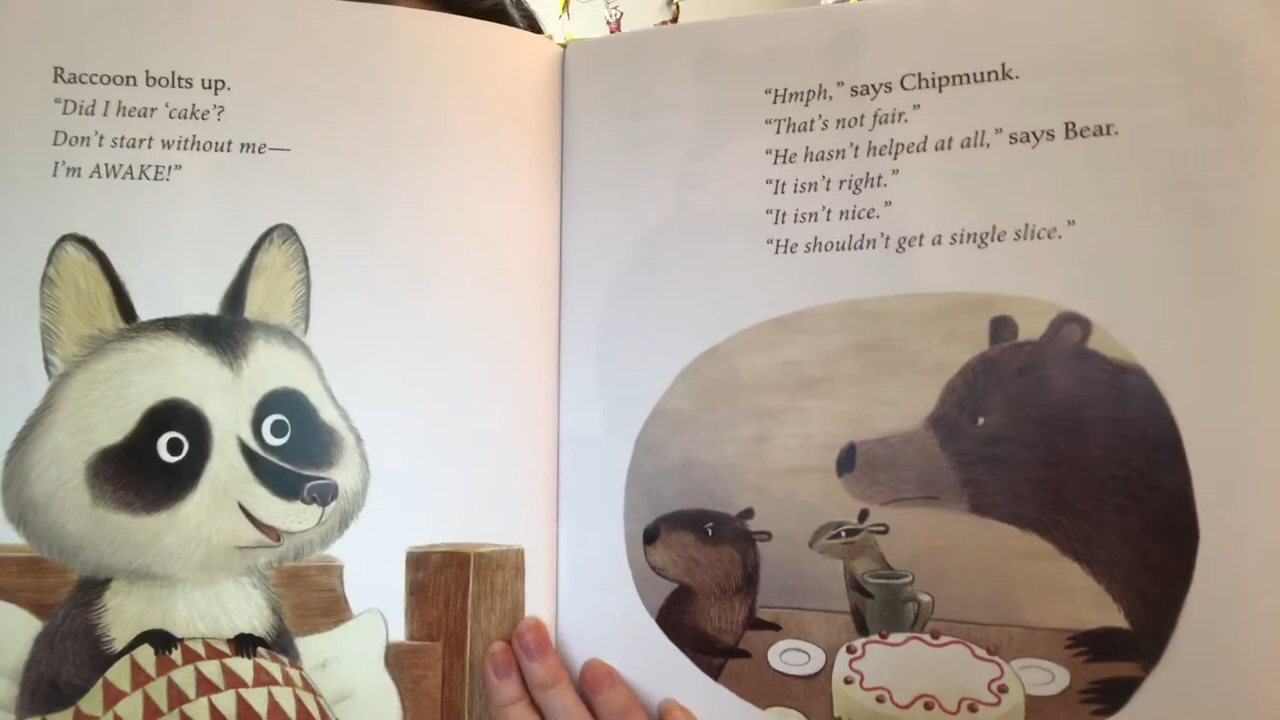 Raccoon bolts up.
“Did I hear ‘cake’?
Don’t start without me—
I’m AWAKE!”
“Hmph,” says Chipmunk.
“That’s not fair.”
“He hasn’t helped at all,” says Bear.
“It isn’t right.”
“It isn’t nice.”
“He shouldn’t get a single slice.”